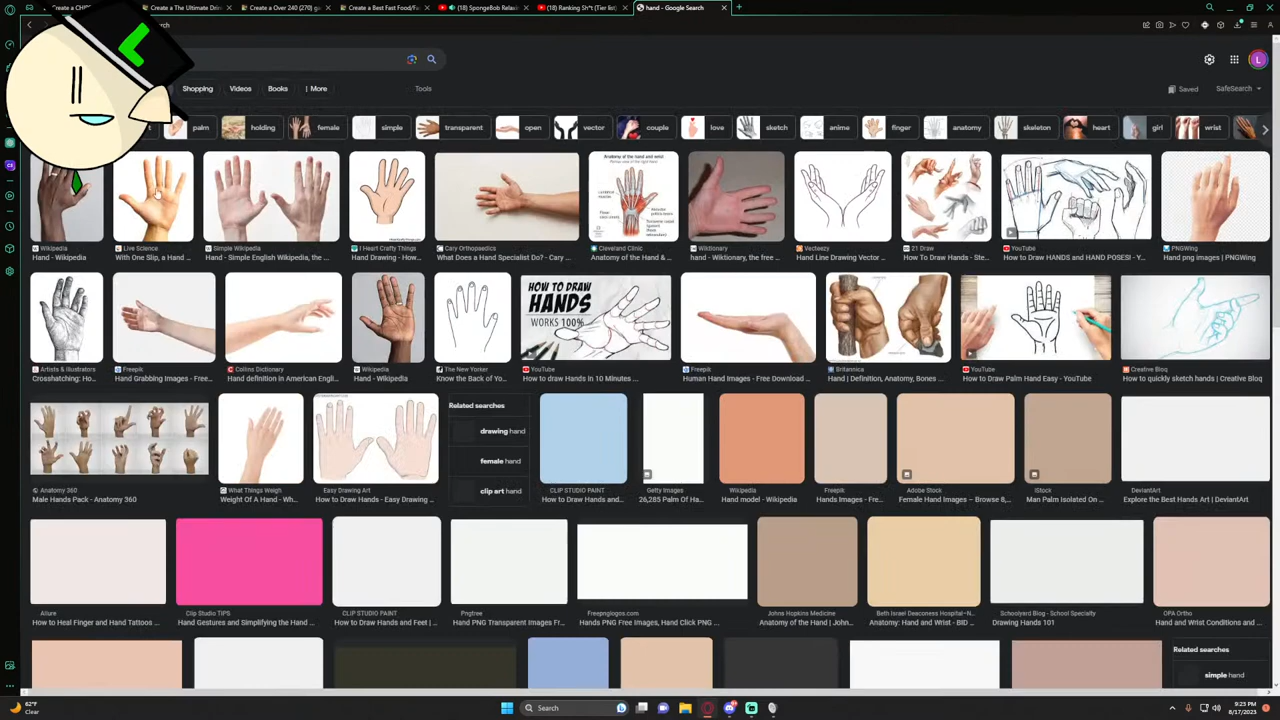 Create a The Ultimate Drin
Create a Over 240 (270) ga
Create a Best Fast Food/Fu
(18) SpongeBob Relaxi
(17) Ranking Sh*t (Tier list)
hand - Google Search
Shopping
Videos
Books
More
Tools
Saved
SafeSearch
L
palm
holding
female
simple
transparent
open
vector
couple
love
sketch
anime
finger
anatomy
skeleton
heart
girl
wrist
Anatomy of the hand and wrist
Wikipedia
Hand - Wikipedia
Live Science
With One Slip, a Hand ...
Simple Wikipedia
Hand - Simple English Wikipedia, the ...
I Heart Crafty Things
Hand Drawing - How...
Cary Orthopaedics
What Does a Hand Specialist Do? - Cary ...
Cleveland Clinic
Anatomy of the Hand & ...
Wiktionary
hand - Wiktionary, the free ...
Vecteezy
Hand Line Drawing Vector ...
21 Draw
How To Draw Hands - Ste...
YouTube
How to Draw HANDS and HAND POSES! - Y...
PNGWing
Hand png images | PNGWing
HOW TO DRAW
HANDS
WORKS 100%
Artists & Illustrators
Crosshatching: Ho...
Freepik
Hand Grabbing Images - Free...
Collins Dictionary
Hand definition in American Engli...
Wikipedia
Hand - Wikipedia
The New Yorker
Know the Back of Yo...
YouTube
How to draw Hands in 10 Minutes ...
Freepik
Human Hand Images - Free Download ...
Britannica
Hand | Definition, Anatomy, Bones ...
YouTube
How to Draw Palm Hand Easy - YouTube
Creative Bloq
How to quickly sketch hands | Creative Bloq
Related searches
drawing hand
female hand
clip art hand
Anatomy 360
Male Hands Pack - Anatomy 360
What Things Weigh
Weight Of A Hand - Wh...
Easy Drawing Art
How to Draw Hands - Easy Drawing ...
CLIP STUDIO PAINT
How to Draw Hands and...
Getty Images
26,285 Palm Of Ha...
Wikipedia
Hand model - Wikipedia
Freepik
Hands Images - Fre...
Adobe Stock
Female Hand Images – Browse 8,...
iStock
Man Palm Isolated On ...
DeviantArt
Explore the Best Hands Art | DeviantArt
Allure
How to Heal Finger and Hand Tattoos ...
Clip Studio TIPS
Hand Gestures and Simplifying the Hand ...
CLIP STUDIO PAINT
How to Draw Hands and Feet | ...
Pngtree
Hand PNG Transparent Images Fr...
Freepnglogos.com
Hands PNG Free Images, Hand Click PNG ...
Johns Hopkins Medicine
Anatomy of the Hand | John...
Beth Israel Deaconess Hospital–N...
Anatomy: Hand and Wrist - BID ...
Schoolyard Blog - School Specialty
Drawing Hands 101
OPA Ortho
Hand and Wrist Conditions and ...
Related searches
simple hand
62°F
Clear
Search
9:23 PM
8/17/2023